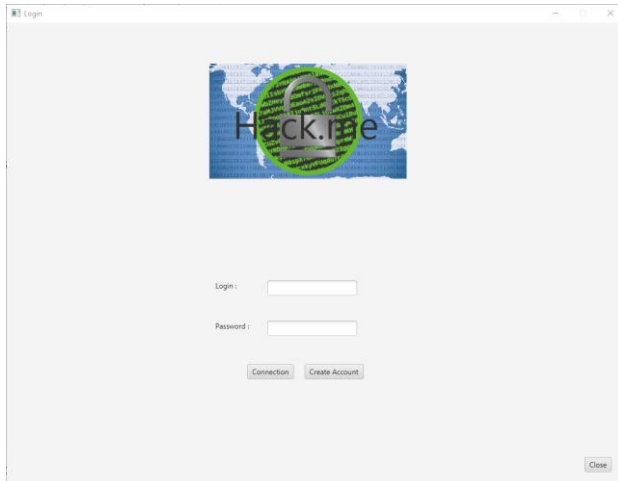 Login
Hack.me
Login :
Password :
Connection Create Account
Close